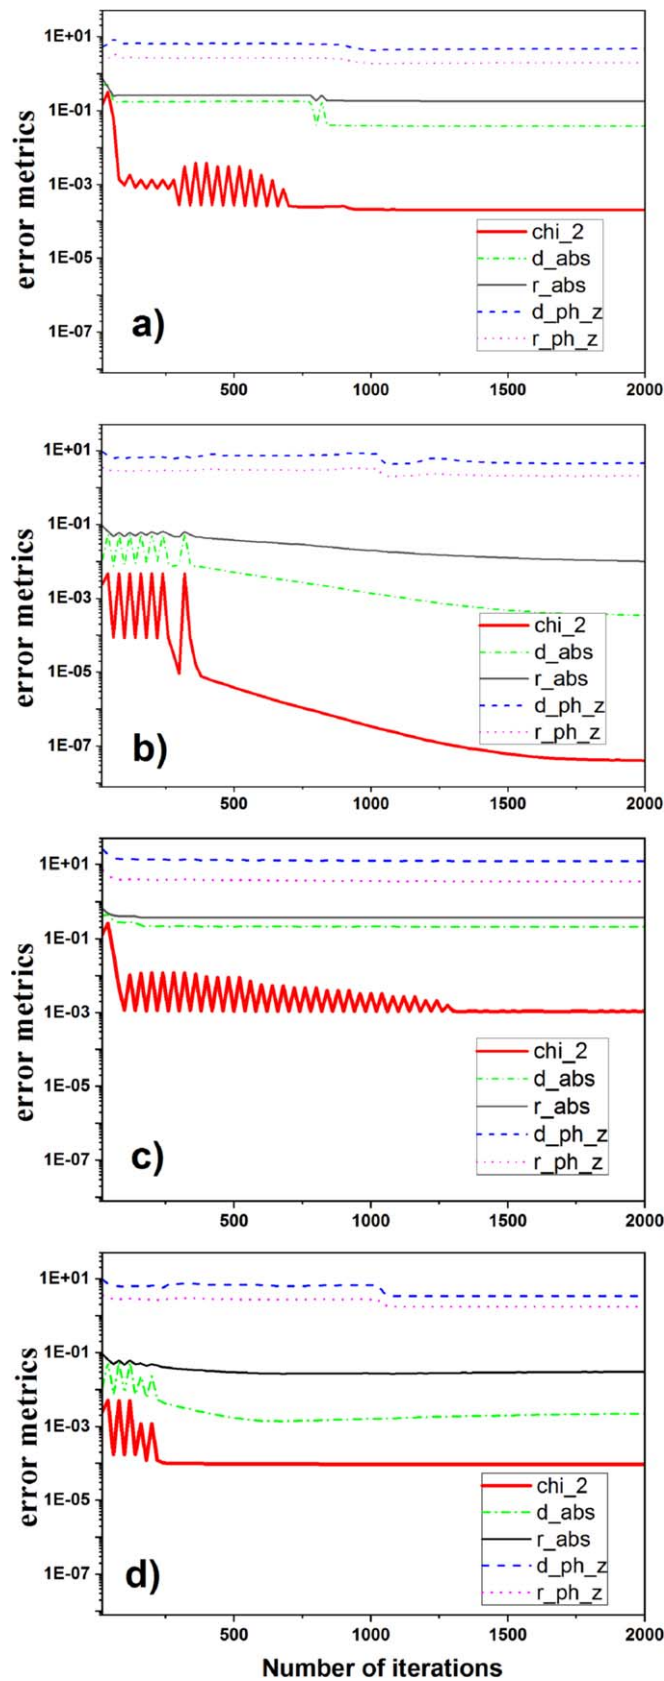 1E+01
1E-01
1E-03
1E-05
1E-07
error metrics
a)
chi_2
d_abs
r_abs
d_ph_z
r_ph_z
500 1000 1500 2000
1E+01
1E-01
1E-03
1E-05
1E-07
error metrics
b)
chi_2
d_abs
r_abs
d_ph_z
r_ph_z
500 1000 1500 2000
1E+01
1E-01
1E-03
1E-05
1E-07
error metrics
c)
chi_2
d_abs
r_abs
d_ph_z
r_ph_z
500 1000 1500 2000
1E+01
1E-01
1E-03
1E-05
1E-07
error metrics
d)
chi_2
d_abs
r_abs
d_ph_z
r_ph_z
500 1000 1500 2000
Number of iterctions